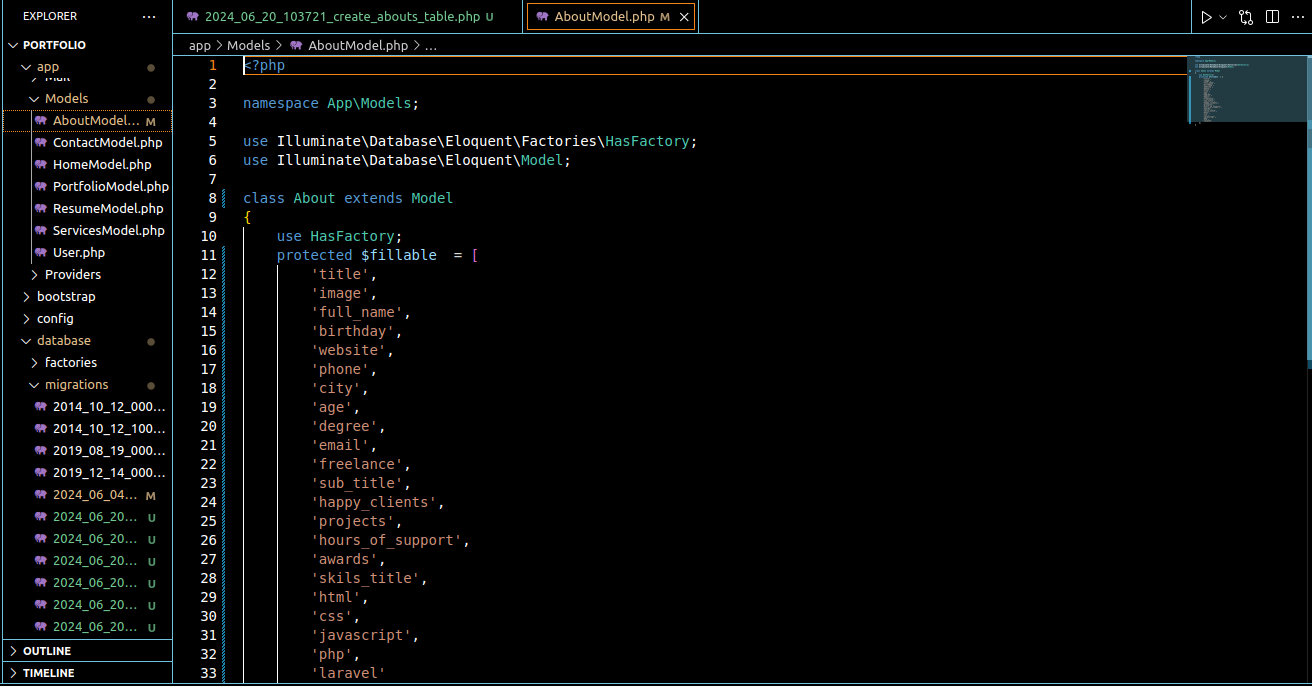 EXPLORER
...
2024_06_20_103721_create_abouts_table.php U
AboutModel.php M
PORTFOLIO
app
Models
AboutModel... M
ContactModel.php
HomeModel.php
PortfolioModel.php
ResumeModel.php
ServicesModel.php
User.php
Providers
bootstrap
config
database
factories
migrations
2014_10_12_000...
2014_10_12_100...
2019_08_19_000...
2019_12_14_000...
2024_06_04... M
2024_06_20... U
2024_06_20... U
2024_06_20... U
2024_06_20... U
2024_06_20... U
2024_06_20... U
OUTLINE
TIMELINE
app > Models > AboutModel.php > ...
1 <?php
2
3 namespace App\Models;
4
5 use Illuminate\Database\Eloquent\Factories\HasFactory;
6 use Illuminate\Database\Eloquent\Model;
7
8 class About extends Model
9 {
10 use HasFactory;
11 protected $fillable  = [
12 'title',
13 'image',
14 'full_name',
15 'birthday',
16 'website',
17 'phone',
18 'city',
19 'age',
20 'degree',
21 'email',
22 'freelance',
23 'sub_title',
24 'happy_clients',
25 'projects',
26 'hours_of_support',
27 'awards',
28 'skils_title',
29 'html',
30 'css',
31 'javascript',
32 'php',
33 'laravel'